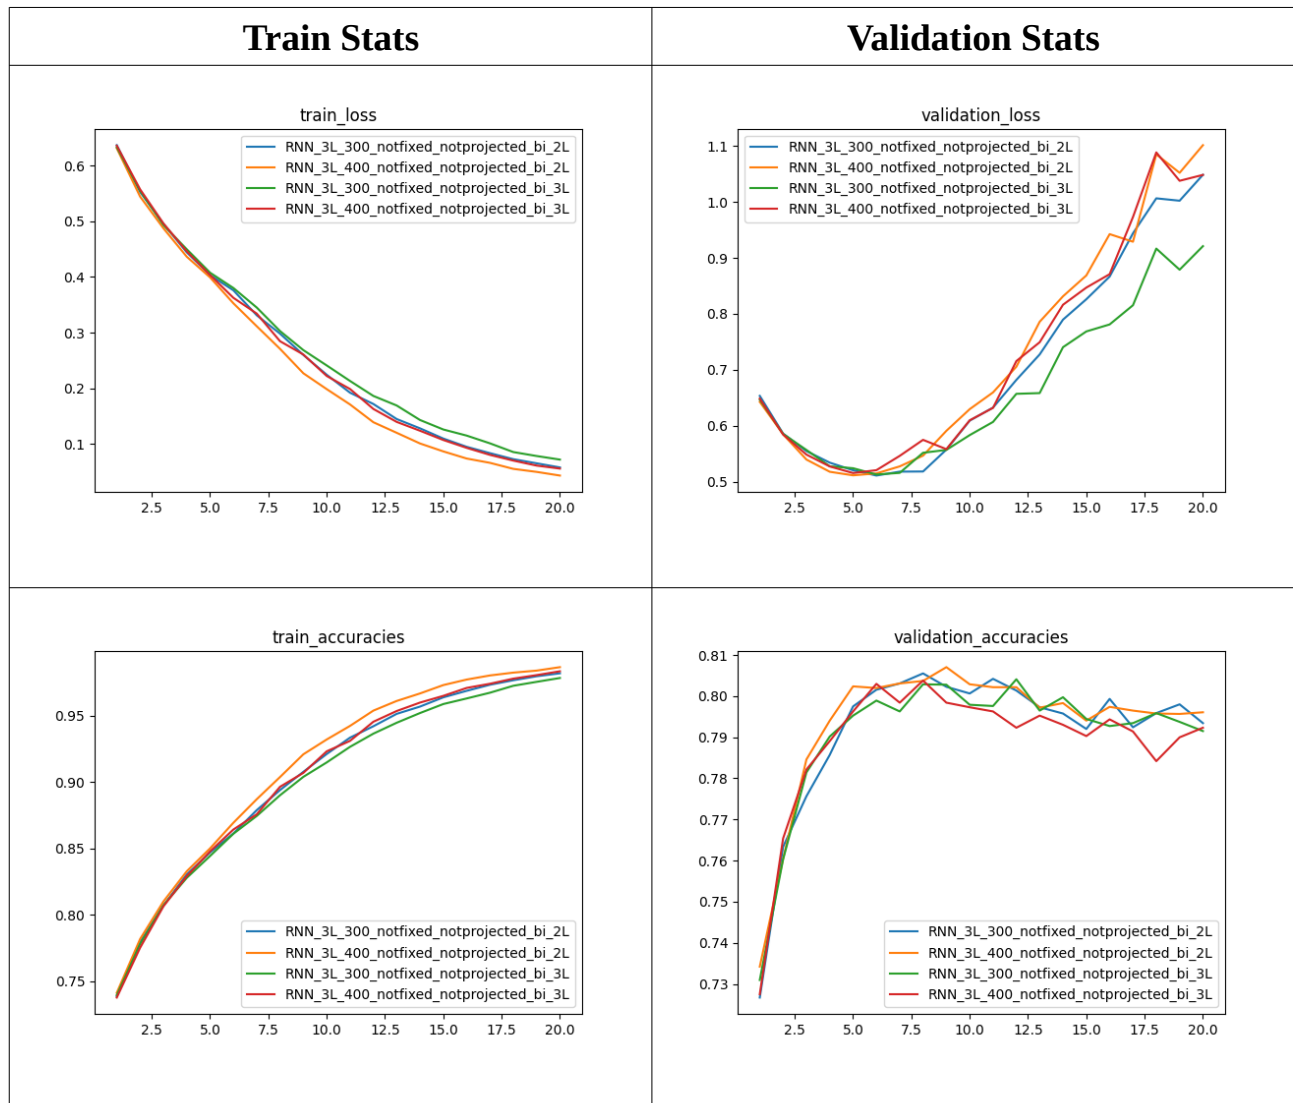 Train Stats
Validation Stats
train_loss
RNN_3L_300_notfixed_notprojected_bi_2L
RNN_3L_400_notfixed_notprojected_bi_2L
RNN_3L_300_notfixed_notprojected_bi_3L
RNN_3L_400_notfixed_notprojected_bi_3L
0.6
0.5
0.4
0.3
0.2
0.1
2.5 5.0 7.5 10.0 12.5 15.0 17.5 20.0
validation_loss
RNN_3L_300_notfixed_notprojected_bi_2L
RNN_3L_400_notfixed_notprojected_bi_2L
RNN_3L_300_notfixed_notprojected_bi_3L
RNN_3L_400_notfixed_notprojected_bi_3L
1.1
1.0
0.9
0.8
0.7
0.6
0.5
2.5 5.0 7.5 10.0 12.5 15.0 17.5 20.0
train_accuracies
0.95
0.90
0.85
0.80
0.75
RNN_3L_300_notfixed_notprojected_bi_2L
RNN_3L_400_notfixed_notprojected_bi_2L
RNN_3L_300_notfixed_notprojected_bi_3L
RNN_3L_400_notfixed_notprojected_bi_3L
2.5 5.0 7.5 10.0 12.5 15.0 17.5 20.0
validation_accuracies
0.81
0.80
0.79
0.78
0.77
0.76
0.75
0.74
0.73
RNN_3L_300_notfixed_notprojected_bi_2L
RNN_3L_400_notfixed_notprojected_bi_2L
RNN_3L_300_notfixed_notprojected_bi_3L
RNN_3L_400_notfixed_notprojected_bi_3L
2.5 5.0 7.5 10.0 12.5 15.0 17.5 20.0